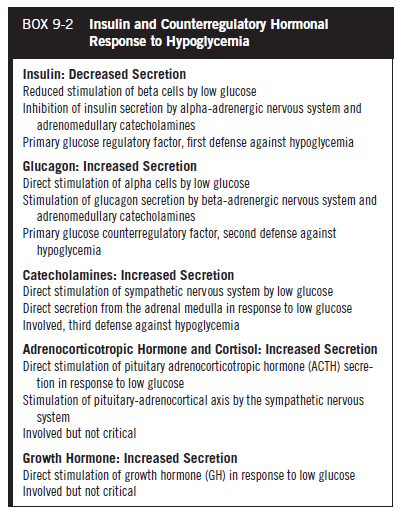 BOX 9-2 Insulin and Counterregulatory Hormonal
Response to Hypoglycemia
Insulin: Decreased Secretion
Reduced stimulation of beta cells by low glucose
Inhibition of insulin secretion by alpha-adrenergic nervous system and
adrenomedullary catecholamines
Primary glucose regulatory factor, first defense against hypoglycemia
Glucagon: Increased Secretion
Direct stimulation of alpha cells by low glucose
Stimulation of glucagon secretion by beta-adrenergic nervous system and
adrenomedullary catecholamines
Primary glucose counterregulatory factor, second defense against
hypoglycemia
Catecholamines: Increased Secretion
Direct stimulation of sympathetic nervous system by low glucose
Direct secretion from the adrenal medulla in response to low glucose
Involved, third defense against hypoglycemia
Adrenocorticotropic Hormone and Cortisol: Increased Secretion
Direct stimulation of pituitary adrenocorticotropic hormone (ACTH) secre-
tion in response to low glucose
Stimulation of pituitary-adrenocortical axis by the sympathetic nervous
system
Involved but not critical
Growth Hormone: Increased Secretion
Direct stimulation of growth hormone (GH) in response to low glucose
Involved but not critical